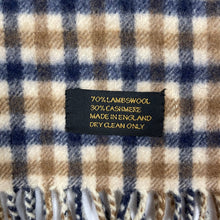 70% LAMBSWOOL
30% CASHMERE
MADE IN ENGLAND
DRY CLEAN ONLY